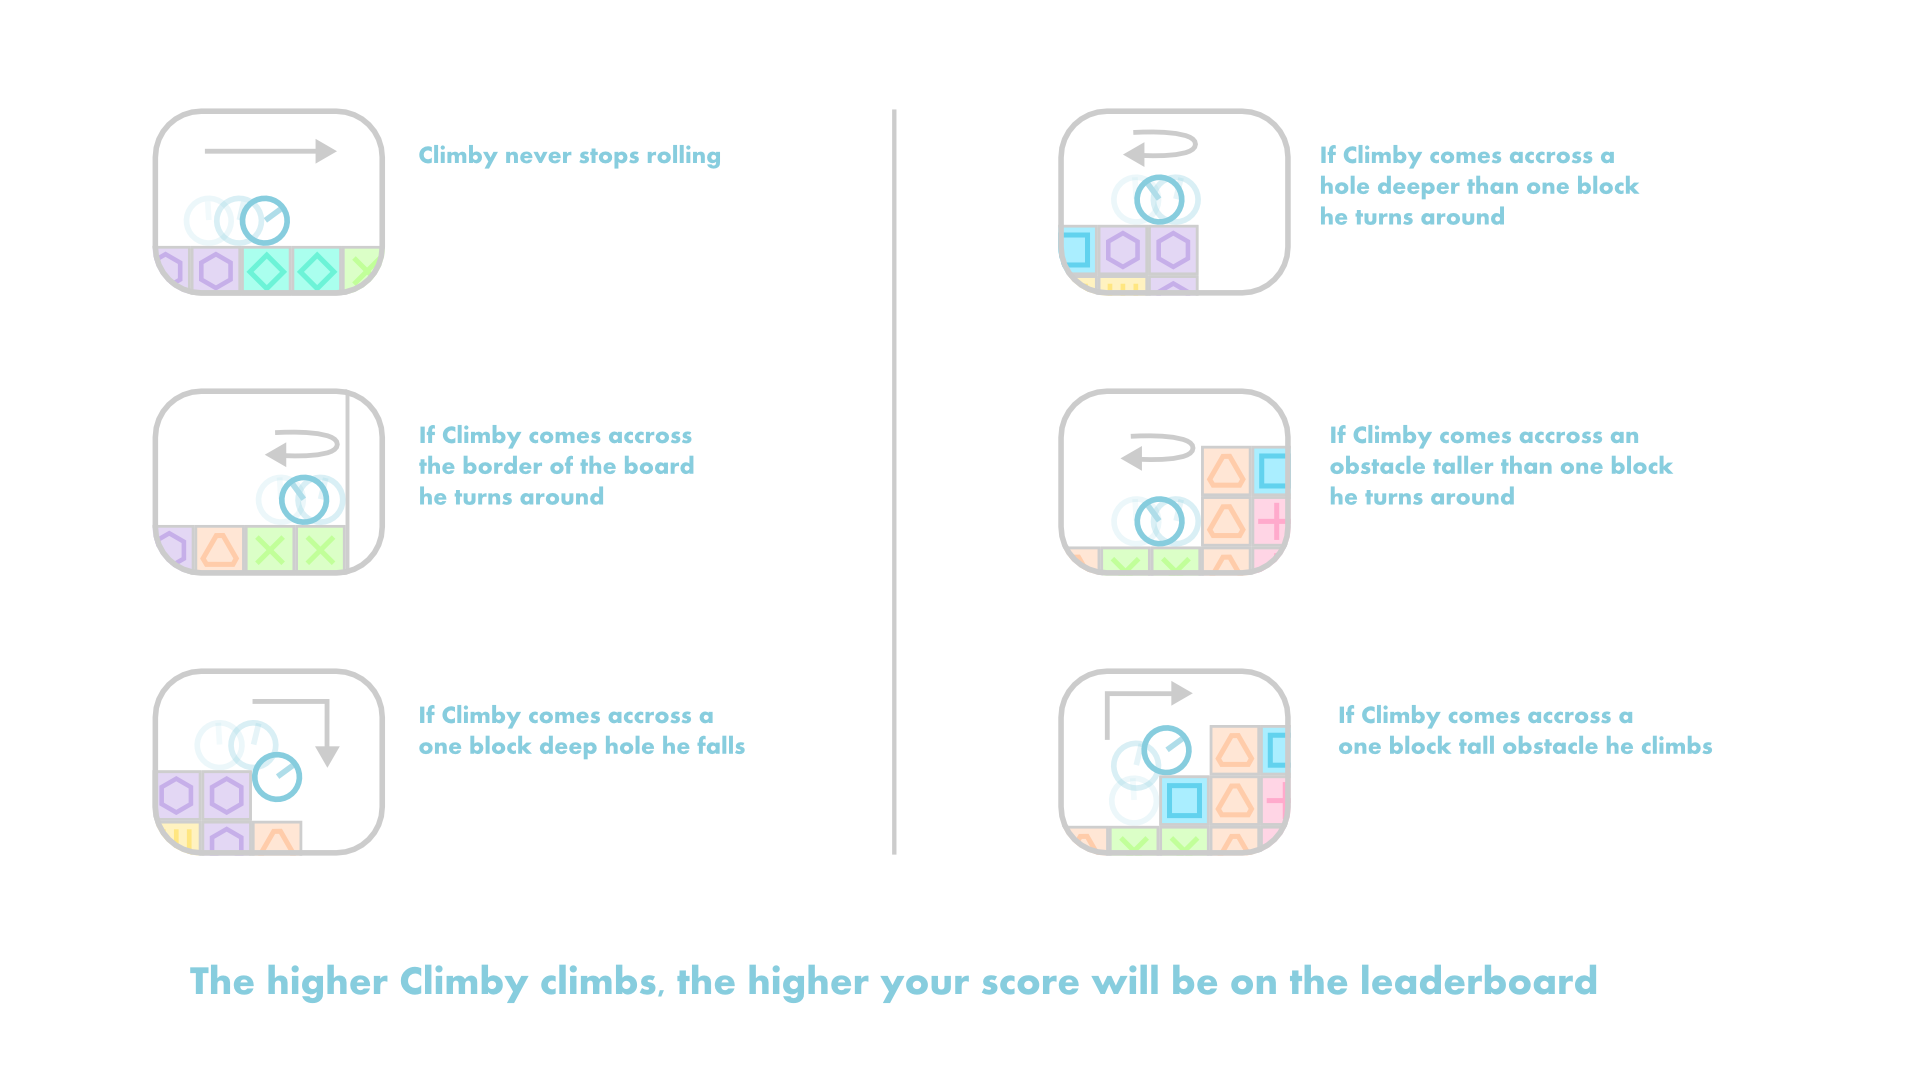 Climby never stops rolling
If Climby comes accross
the border of the board
he turns around
If Climby comes accross a
one block deep hole he falls
If Climby comes accross a
hole deeper than one block
he turns around
If Climby comes accross an
obstacle taller than one block
he turns around
If Climby comes accross a
one block tall obstacle he climbs
The higher Climby climbs, the higher your score will be on the leaderboard